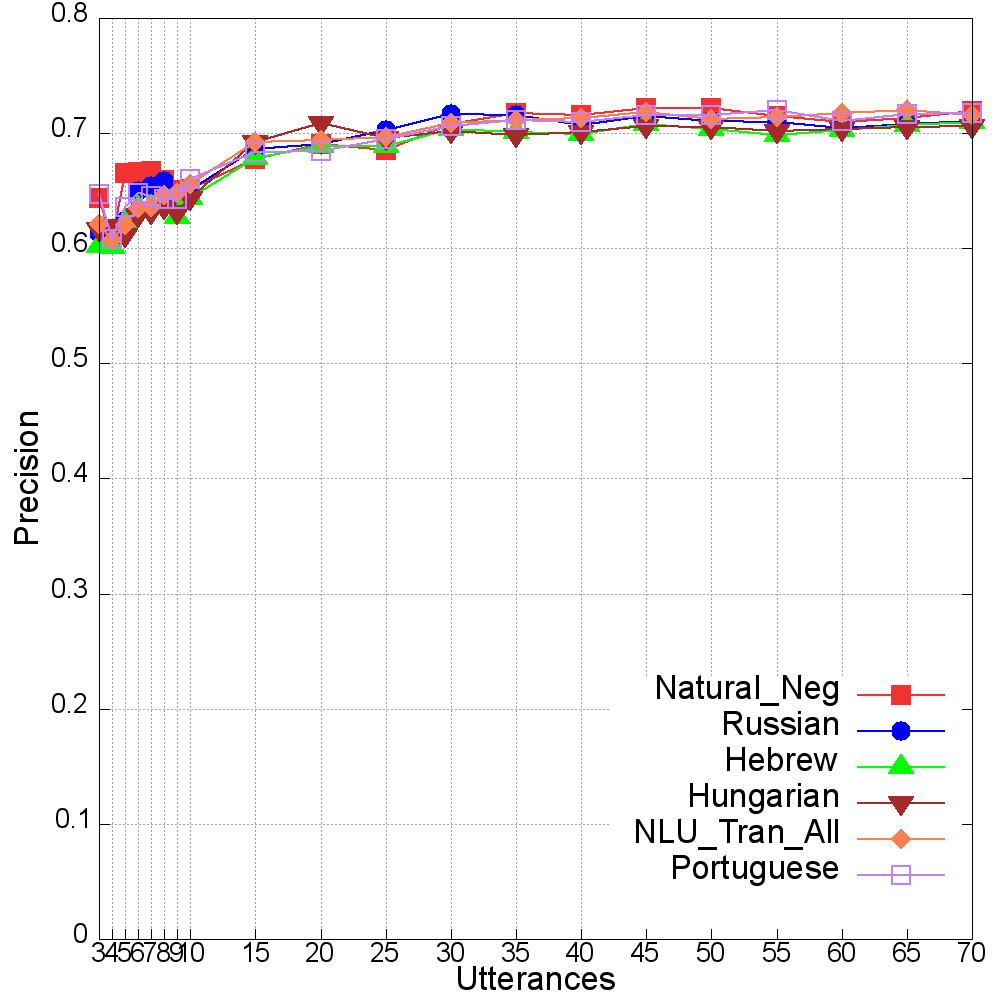 0.8
0.7
0.6
0.5
0.4
0.3
0.2
0.1
0
Precision
Natural_Neg
Russian
Hebrew
Hungarian
NLU_Tran_All
Portuguese
3 4 5 6 7 8 9 10 15 20 25 30 35 40 45 50 55 60 65 70
Utterances